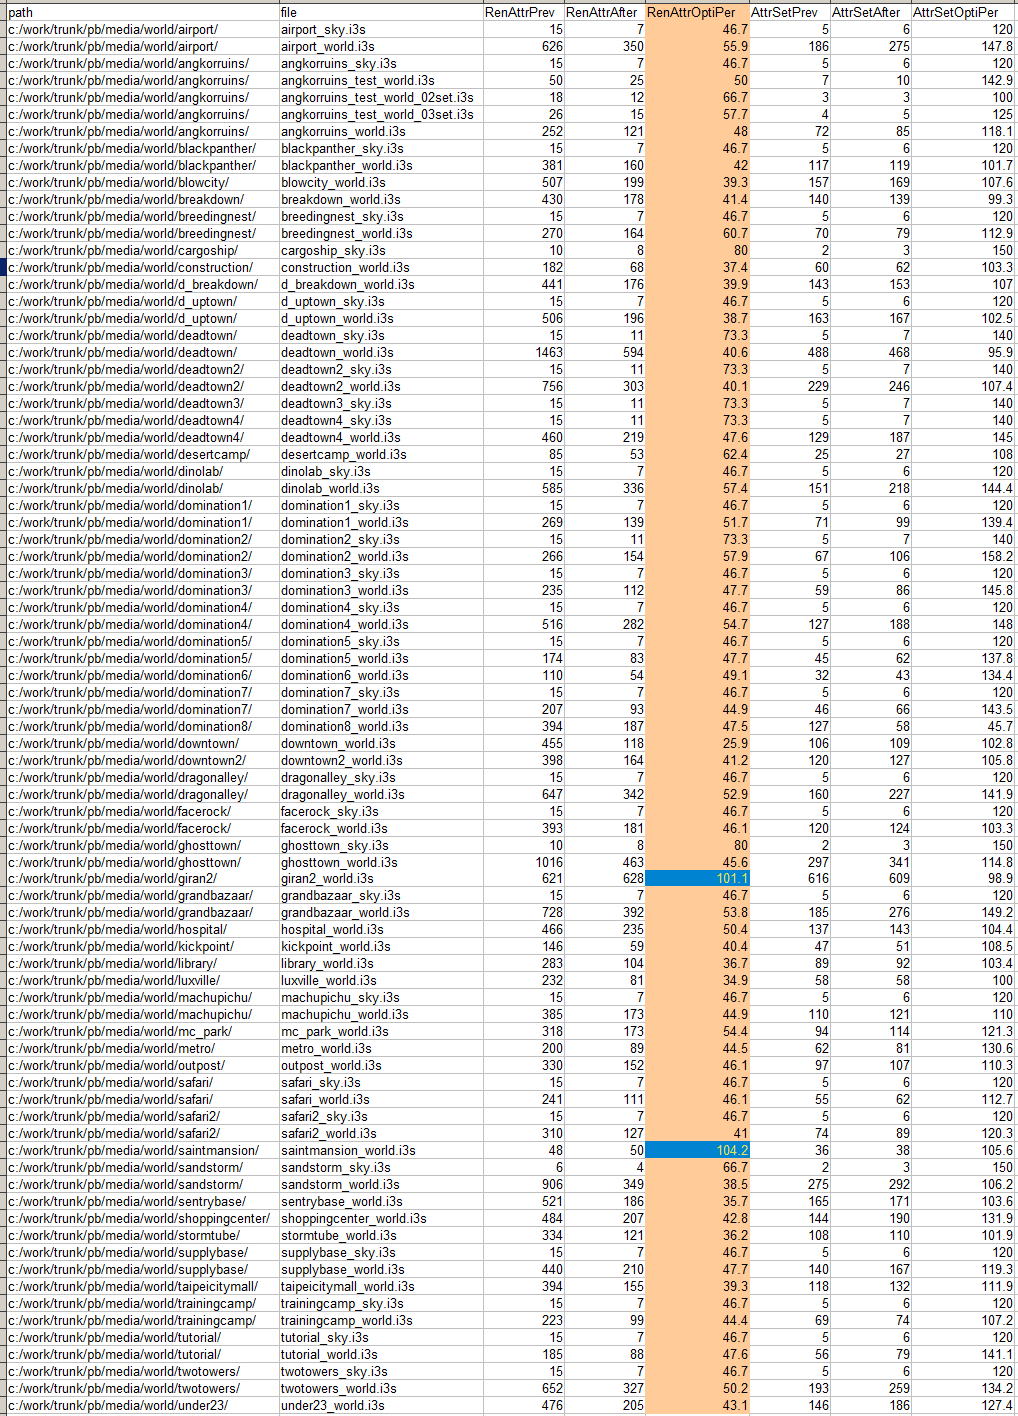 path file RenAttrPrev RenAttrAfter RenAttrOptiPer AttrSetPrev AttrSetAfter AttrSetOptiPer
c:/work/trunk/pb/media/world/airport/ airport_sky.i3s 15 7 46.7 5 6 120
c:/work/trunk/pb/media/world/airport/ airport_world.i3s 626 350 55.9 186 275 147.8
c:/work/trunk/pb/media/world/angkorruins/ angkorruins_sky.i3s 15 7 46.7 5 6 120
c:/work/trunk/pb/media/world/angkorruins/ angkorruins_test_world.i3s 50 25 50 7 10 142.9
c:/work/trunk/pb/media/world/angkorruins/ angkorruins_test_world_02set.i3s 18 12 66.7 3 3 100
c:/work/trunk/pb/media/world/angkorruins/ angkorruins_test_world_03set.i3s 26 15 57.7 4 5 125
c:/work/trunk/pb/media/world/angkorruins/ angkorruins_world.i3s 252 121 48 72 85 118.1
c:/work/trunk/pb/media/world/blackpanther/ blackpanther_sky.i3s 15 7 46.7 5 6 120
c:/work/trunk/pb/media/world/blackpanther/ blackpanther_world.i3s 381 160 42 117 119 101.7
c:/work/trunk/pb/media/world/blowcity/ blowcity_world.i3s 507 199 39.3 157 169 107.6
c:/work/trunk/pb/media/world/breakdown/ breakdown_world.i3s 430 178 41.4 140 139 99.3
c:/work/trunk/pb/media/world/breedingnest/ breedingnest_sky.i3s 15 7 46.7 5 6 120
c:/work/trunk/pb/media/world/breedingnest/ breedingnest_world.i3s 270 164 60.7 70 79 112.9
c:/work/trunk/pb/media/world/cargoship/ cargoship_sky.i3s 10 8 80 2 3 150
c:/work/trunk/pb/media/world/construction/ construction_world.i3s 182 68 37.4 60 62 103.3
c:/work/trunk/pb/media/world/d_breakdown/ d_breakdown_world.i3s 441 176 39.9 143 153 107
c:/work/trunk/pb/media/world/d_uptown/ d_uptown_sky.i3s 15 7 46.7 5 6 120
c:/work/trunk/pb/media/world/d_uptown/ d_uptown_world.i3s 506 196 38.7 163 167 102.5
c:/work/trunk/pb/media/world/deadtown/ deadtown_sky.i3s 15 11 73.3 5 7 140
c:/work/trunk/pb/media/world/deadtown/ deadtown_world.i3s 1463 594 40.6 488 468 95.9
c:/work/trunk/pb/media/world/deadtown2/ deadtown2_sky.i3s 15 11 73.3 5 7 140
c:/work/trunk/pb/media/world/deadtown2/ deadtown2_world.i3s 756 303 40.1 229 246 107.4
c:/work/trunk/pb/media/world/deadtown3/ deadtown3_sky.i3s 15 11 73.3 5 7 140
c:/work/trunk/pb/media/world/deadtown4/ deadtown4_sky.i3s 15 11 73.3 5 7 140
c:/work/trunk/pb/media/world/deadtown4/ deadtown4_world.i3s 460 219 47.6 129 187 145
c:/work/trunk/pb/media/world/desertcamp/ desertcamp_world.i3s 85 53 62.4 25 27 108
c:/work/trunk/pb/media/world/dinolab/ dinolab_sky.i3s 15 7 46.7 5 6 120
c:/work/trunk/pb/media/world/dinolab/ dinolab_world.i3s 585 336 57.4 151 218 144.4
c:/work/trunk/pb/media/world/domination1/ domination1_sky.i3s 15 7 46.7 5 6 120
c:/work/trunk/pb/media/world/domination1/ domination1_world.i3s 269 139 51.7 71 99 139.4
c:/work/trunk/pb/media/world/domination2/ domination2_sky.i3s 15 11 73.3 5 7 140
c:/work/trunk/pb/media/world/domination2/ domination2_world.i3s 266 154 57.9 67 106 158.2
c:/work/trunk/pb/media/world/domination3/ domination3_sky.i3s 15 7 46.7 5 6 120
c:/work/trunk/pb/media/world/domination3/ domination3_world.i3s 235 112 47.7 59 86 145.8
c:/work/trunk/pb/media/world/domination4/ domination4_sky.i3s 15 7 46.7 5 6 120
c:/work/trunk/pb/media/world/domination4/ domination4_world.i3s 516 282 54.7 127 188 148
c:/work/trunk/pb/media/world/domination5/ domination5_sky.i3s 15 7 46.7 5 6 120
c:/work/trunk/pb/media/world/domination5/ domination5_world.i3s 174 83 47.7 45 62 137.8
c:/work/trunk/pb/media/world/domination6/ domination6_world.i3s 110 54 49.1 32 43 134.4
c:/work/trunk/pb/media/world/domination7/ domination7_sky.i3s 15 7 46.7 5 6 120
c:/work/trunk/pb/media/world/domination7/ domination7_world.i3s 207 93 44.9 46 66 143.5
c:/work/trunk/pb/media/world/domination8/ domination8_world.i3s 394 187 47.5 127 58 45.7
c:/work/trunk/pb/media/world/downtown/ downtown_world.i3s 455 118 25.9 106 109 102.8
c:/work/trunk/pb/media/world/downtown2/ downtown2_world.i3s 398 164 41.2 120 127 105.8
c:/work/trunk/pb/media/world/dragonalley/ dragonalley_sky.i3s 15 7 46.7 5 6 120
c:/work/trunk/pb/media/world/dragonalley/ dragonalley_world.i3s 647 342 52.9 160 227 141.9
c:/work/trunk/pb/media/world/facerock/ facerock_sky.i3s 15 7 46.7 5 6 120
c:/work/trunk/pb/media/world/facerock/ facerock_world.i3s 393 181 46.1 120 124 103.3
c:/work/trunk/pb/media/world/ghosttown/ ghosttown_sky.i3s 10 8 80 2 3 150
c:/work/trunk/pb/media/world/ghosttown/ ghosttown_world.i3s 1016 463 45.6 297 341 114.8
c:/work/trunk/pb/media/world/giran2/ giran2_world.i3s 621 628 101.1 616 609 98.9
c:/work/trunk/pb/media/world/grandbazaar/ grandbazaar_sky.i3s 15 7 46.7 5 6 120
c:/work/trunk/pb/media/world/grandbazaar/ grandbazaar_world.i3s 728 392 53.8 185 276 149.2
c:/work/trunk/pb/media/world/hospital/ hospital_world.i3s 466 235 50.4 137 143 104.4
c:/work/trunk/pb/media/world/kickpoint/ kickpoint_world.i3s 146 59 40.4 47 51 108.5
c:/work/trunk/pb/media/world/library/ library_world.i3s 283 104 36.7 89 92 103.4
c:/work/trunk/pb/media/world/luxville/ luxville_world.i3s 232 81 34.9 58 58 100
c:/work/trunk/pb/media/world/machupichu/ machupichu_sky.i3s 15 7 46.7 5 6 120
c:/work/trunk/pb/media/world/machupichu/ machupichu_world.i3s 385 173 44.9 110 121 110
c:/work/trunk/pb/media/world/mc_park/ mc_park_world.i3s 318 173 54.4 94 114 121.3
c:/work/trunk/pb/media/world/metro/ metro_world.i3s 200 89 44.5 62 81 130.6
c:/work/trunk/pb/media/world/outpost/ outpost_world.i3s 330 152 46.1 97 107 110.3
c:/work/trunk/pb/media/world/safari/ safari_sky.i3s 15 7 46.7 5 6 120
c:/work/trunk/pb/media/world/safari/ safari_world.i3s 241 111 46.1 55 62 112.7
c:/work/trunk/pb/media/world/safari2/ safari2_sky.i3s 15 7 46.7 5 6 120
c:/work/trunk/pb/media/world/safari2/ safari2_world.i3s 310 127 41 74 89 120.3
c:/work/trunk/pb/media/world/saintmansion/ saintmansion_world.i3s 48 50 104.2 36 38 105.6
c:/work/trunk/pb/media/world/sandstorm/ sandstorm_sky.i3s 6 4 66.7 2 3 150
c:/work/trunk/pb/media/world/sandstorm/ sandstorm_world.i3s 906 349 38.5 275 292 106.2
c:/work/trunk/pb/media/world/sentrybase/ sentrybase_world.i3s 521 186 35.7 165 171 103.6
c:/work/trunk/pb/media/world/shoppingcenter/ shoppingcenter_world.i3s 484 207 42.8 144 190 131.9
c:/work/trunk/pb/media/world/stormtube/ stormtube_world.i3s 334 121 36.2 108 110 101.9
c:/work/trunk/pb/media/world/supplybase/ supplybase_sky.i3s 15 7 46.7 5 6 120
c:/work/trunk/pb/media/world/supplybase/ supplybase_world.i3s 440 210 47.7 140 167 119.3
c:/work/trunk/pb/media/world/taipeicitymall/ taipeicitymall_world.i3s 394 155 39.3 118 132 111.9
c:/work/trunk/pb/media/world/trainingcamp/ trainingcamp_sky.i3s 15 7 46.7 5 6 120
c:/work/trunk/pb/media/world/trainingcamp/ trainingcamp_world.i3s 223 99 44.4 69 74 107.2
c:/work/trunk/pb/media/world/tutorial/ tutorial_sky.i3s 15 7 46.7 5 6 120
c:/work/trunk/pb/media/world/tutorial/ tutorial_world.i3s 185 88 47.6 56 79 141.1
c:/work/trunk/pb/media/world/twotowers/ twotowers_sky.i3s 15 7 46.7 5 6 120
c:/work/trunk/pb/media/world/twotowers/ twotowers_world.i3s 652 327 50.2 193 259 134.2
c:/work/trunk/pb/media/world/under23/ under23_world.i3s 476 205 43.1 146 186 127.4